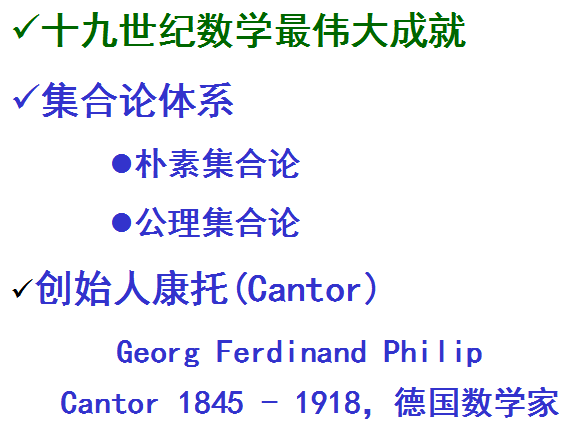 ✓十九世纪数学最伟大成就
✓集合论体系
●朴素集合论
●公理集合论
✓创始人康托(Cantor)
Georg Ferdinand Philip
Cantor 1845 - 1918, 德国数学家